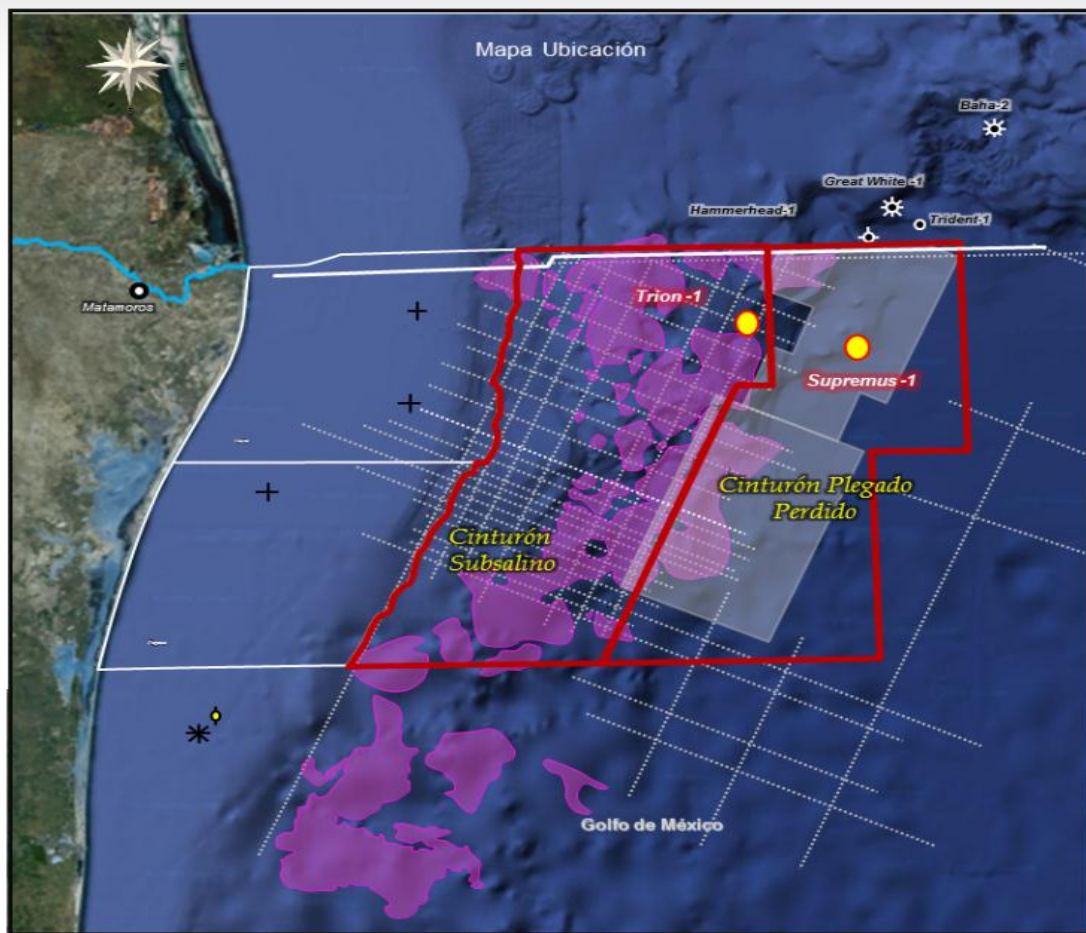 Mapa Ubicación
Baha-2
Great White -1
Hammerhead-1
Trident-1
Matamoros
Trion -1
Supremus -1
Cinturón Plegado
Perdido
Cinturón
Subsalino
Golfo de México